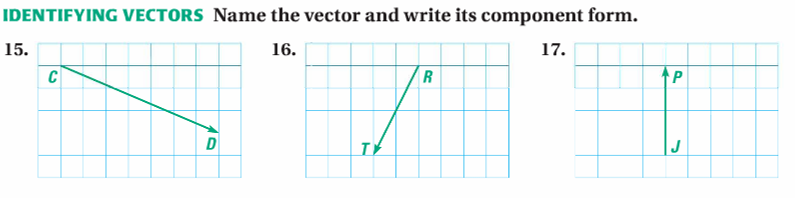 IDENTIFYING VECTORS Name the vector and write its component form.
15. 16. 17.
C R P
D T J